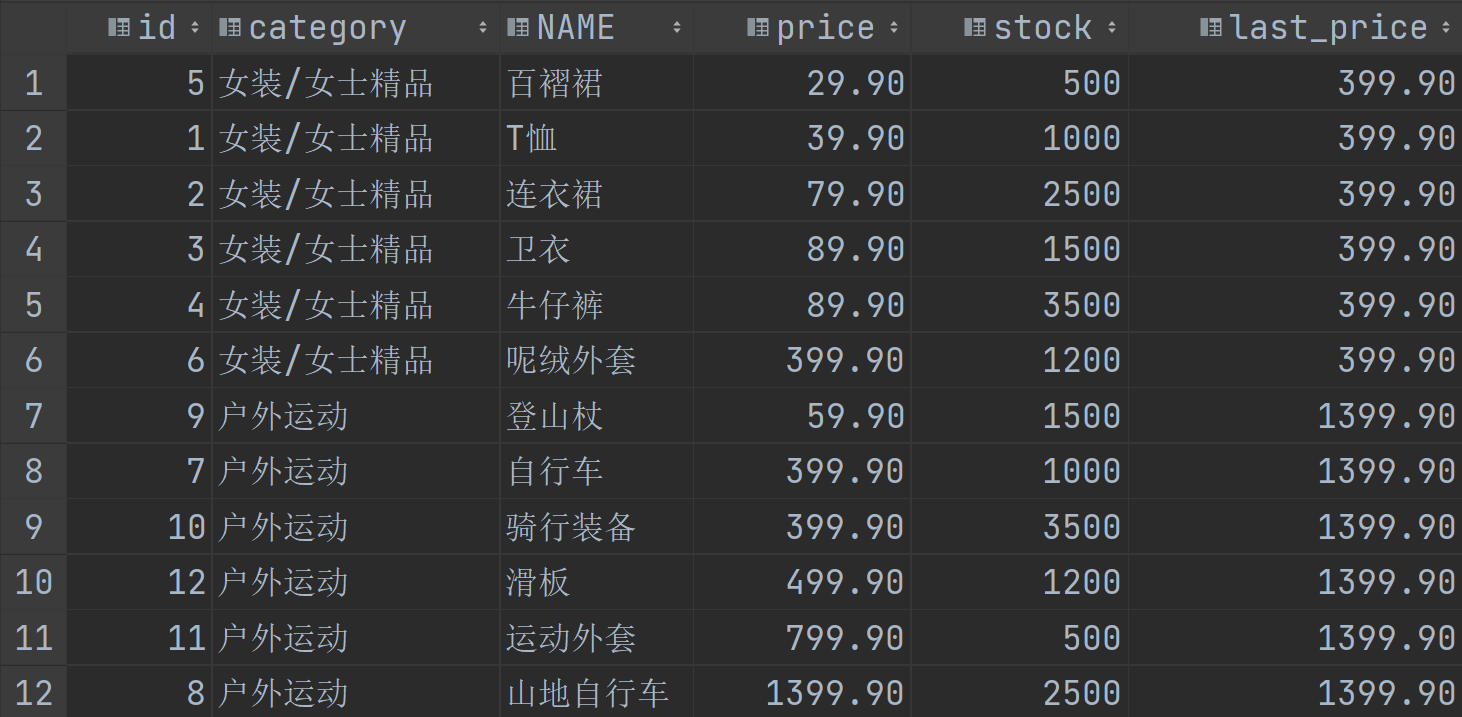 id category NAME price stock last_price
1 5 女装/女士精品 百褶裙 29.90 500 399.90
2 1 女装/女士精品 T恤 39.90 1000 399.90
3 2 女装/女士精品 连衣裙 79.90 2500 399.90
4 3 女装/女士精品 卫衣 89.90 1500 399.90
5 4 女装/女士精品 牛仔裤 89.90 3500 399.90
6 6 女装/女士精品 呢绒外套 399.90 1200 399.90
7 9 户外运动 登山杖 59.90 1500 1399.90
8 7 户外运动 自行车 399.90 1000 1399.90
9 10 户外运动 骑行装备 399.90 3500 1399.90
10 12 户外运动 滑板 499.90 1200 1399.90
11 11 户外运动 运动外套 799.90 500 1399.90
12 8 户外运动 山地自行车 1399.90 2500 1399.90